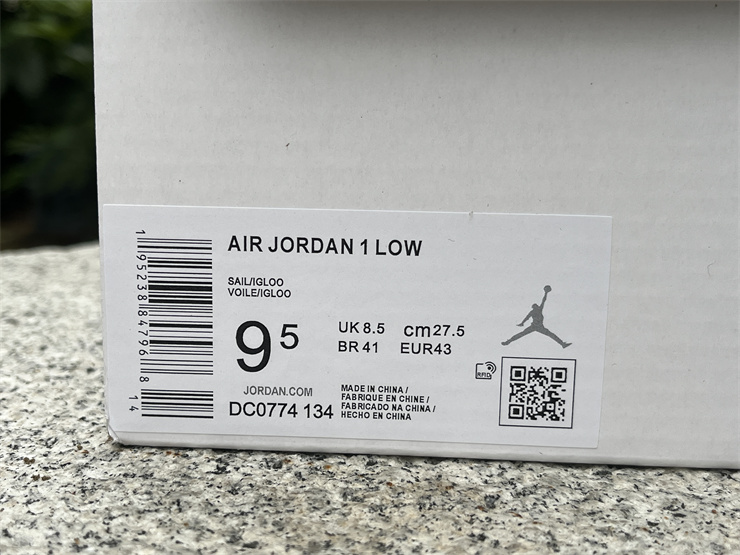 AIR JORDAN 1 LOW
SAIL/IGLOO
VOILE/IGLOO
9 5
UK 8.5 cm 27.5
BR 41 EUR 43
JORDAN.COM
DC0774 134
MADE IN CHINA /
FABRIQUE EN CHINE /
FABRICADO NA CHINA /
HECHO EN CHINA
RFID
1 95238 84796 8
14